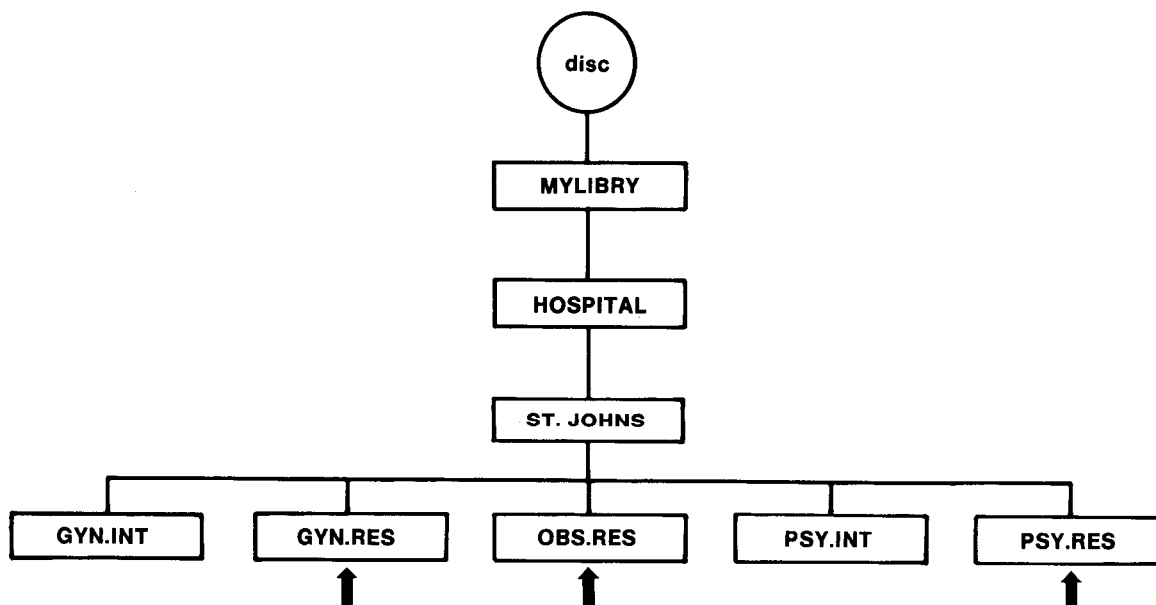 disc
MYLIBRY
HOSPITAL
ST. JOHNS
GYN.INT
GYN.RES
OBS.RES
PSY.INT
PSY.RES